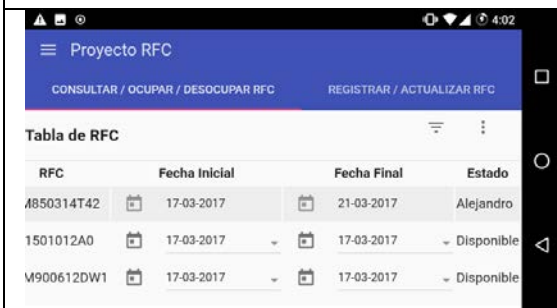 4:02
Proyecto RFC
CONSULTAR / OCUPAR / DESOCUPAR RFC REGISTRAR / ACTUALIZAR RFC
Tabla de RFC
RFC Fecha Inicial Fecha Final Estado
M850314T42 17-03-2017 21-03-2017 Alejandro
1501012A0 17-03-2017 17-03-2017 Disponible
M900612DW1 17-03-2017 17-03-2017 Disponible